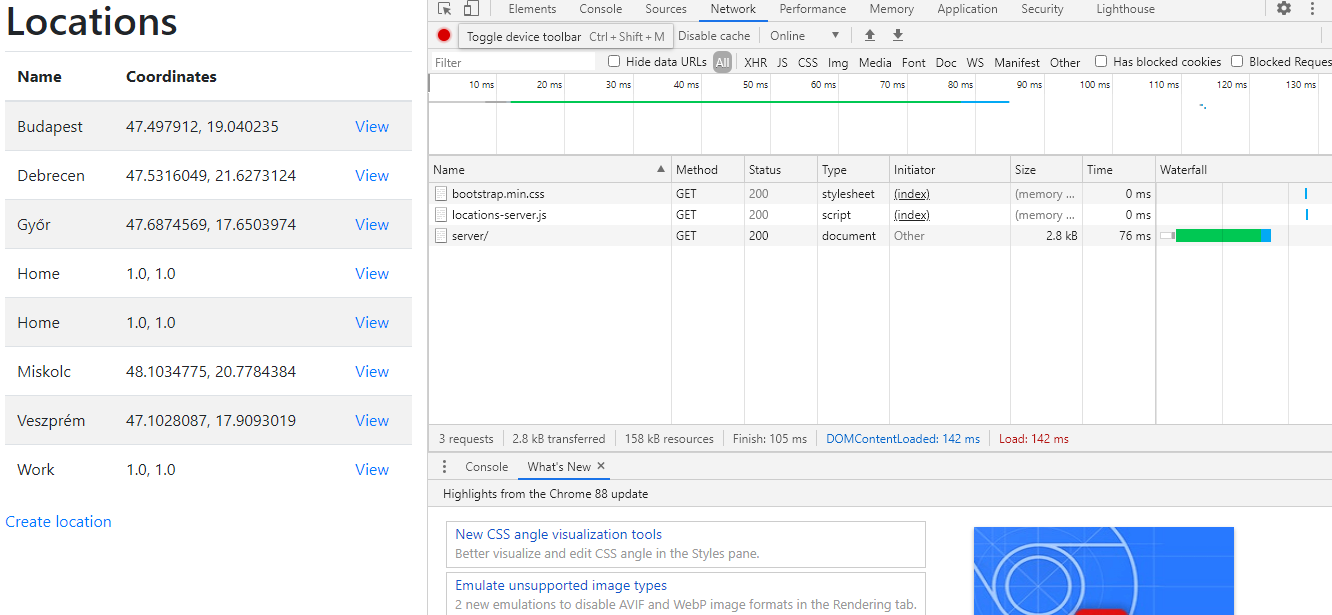 Locations
Name Coordinates
Budapest 47.497912, 19.040235 View
Debrecen 47.5316049, 21.6273124 View
Győr 47.6874569, 17.6503974 View
Home 1.0, 1.0 View
Home 1.0, 1.0 View
Miskolc 48.1034775, 20.7784384 View
Veszprém 47.1028087, 17.9093019 View
Work 1.0, 1.0 View
Create location
Elements Console Sources Network Performance Memory Application Security Lighthouse
Toggle device toolbar Ctrl + Shift + M Disable cache Online
Filter Hide data URLs All XHR JS CSS Img Media Font Doc WS Manifest Other Has blocked cookies Blocked Reques
10 ms 20 ms 30 ms 40 ms 50 ms 60 ms 70 ms 80 ms 90 ms 100 ms 110 ms 120 ms 130 ms
Name Method Status Type Initiator Size Time Waterfall
bootstrap.min.css GET 200 stylesheet (index) (memory ... 0 ms
locations-server.js GET 200 script (index) (memory ... 0 ms
server/ GET 200 document Other 2.8 kB 76 ms
3 requests 2.8 kB transferred 158 kB resources Finish: 105 ms DOMContentLoaded: 142 ms Load: 142 ms
Console What's New ×
Highlights from the Chrome 88 update
New CSS angle visualization tools
Better visualize and edit CSS angle in the Styles pane.
Emulate unsupported image types
2 new emulations to disable AVIF and WebP image formats in the Rendering tab.